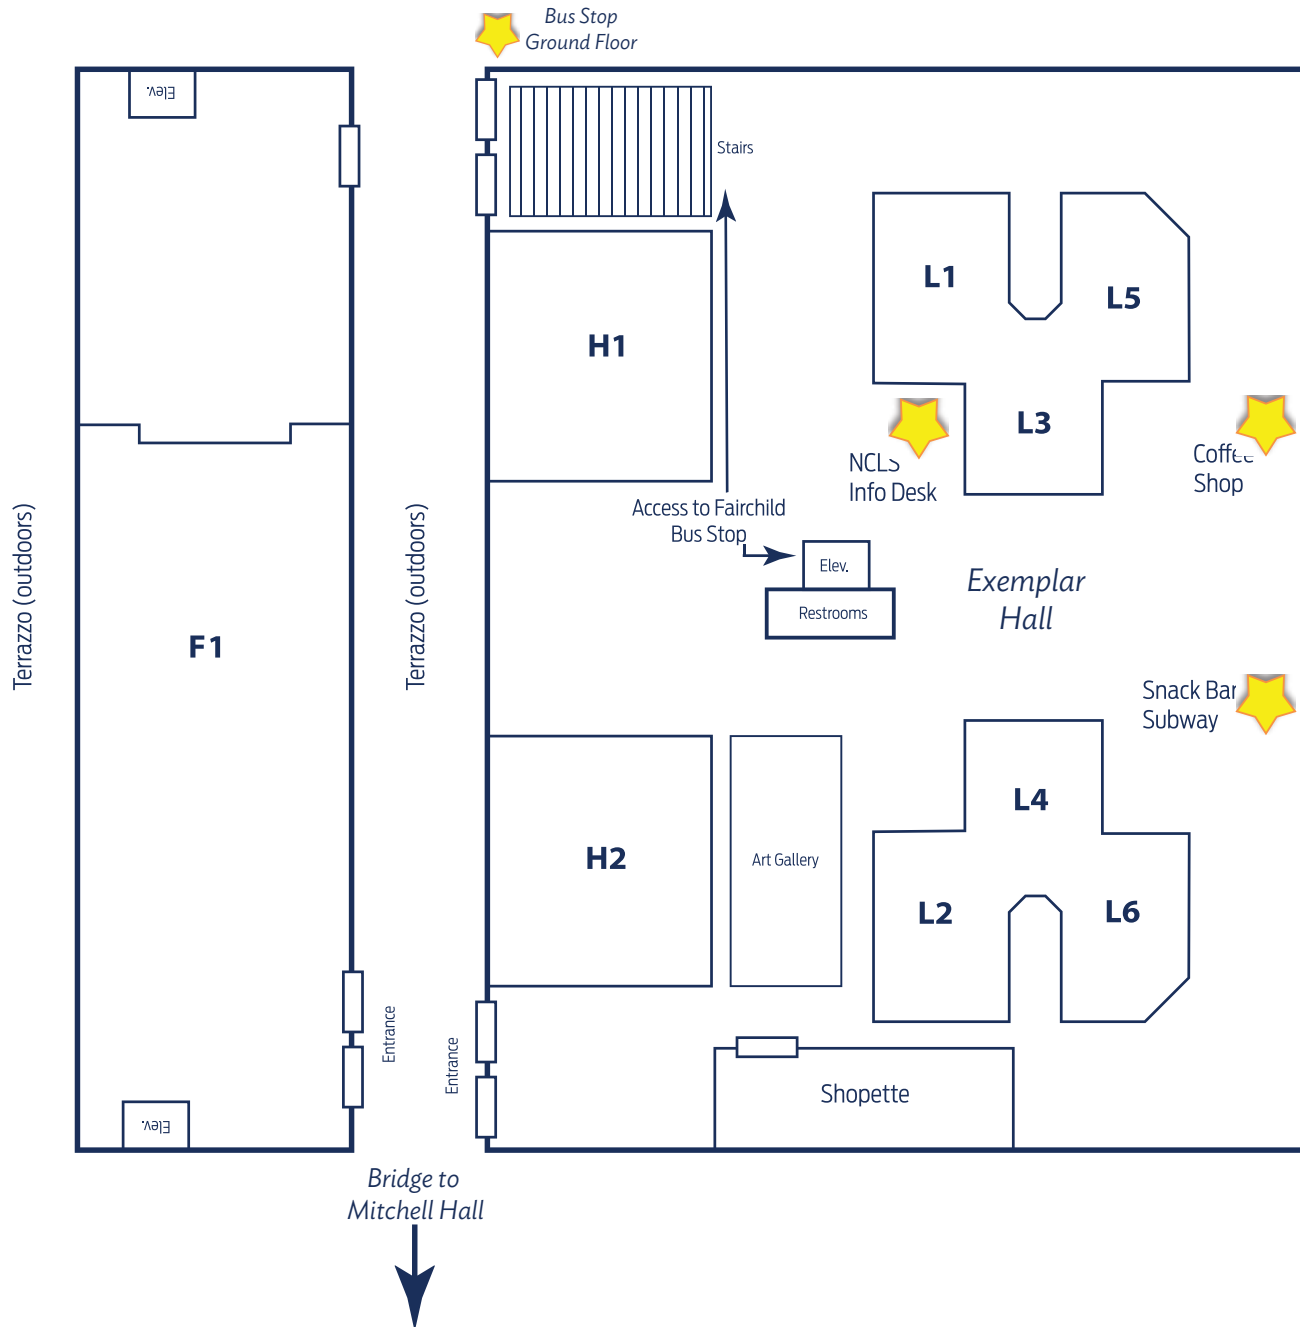 Bus Stop
Ground Floor
Elev.
Stairs
L1
L5
H1
L3
NCLS
Info Desk
Coffee
Shop
Access to Fairchild
Bus Stop
Elev.
Restrooms
Exemplar
Hall
Terrazzo (outdoors)
Terrazzo (outdoors)
F1
Snack Bar
Subway
L4
H2
Art Gallery
L2
L6
Entrance
Entrance
Shopette
Elev.
Bridge to
Mitchell Hall